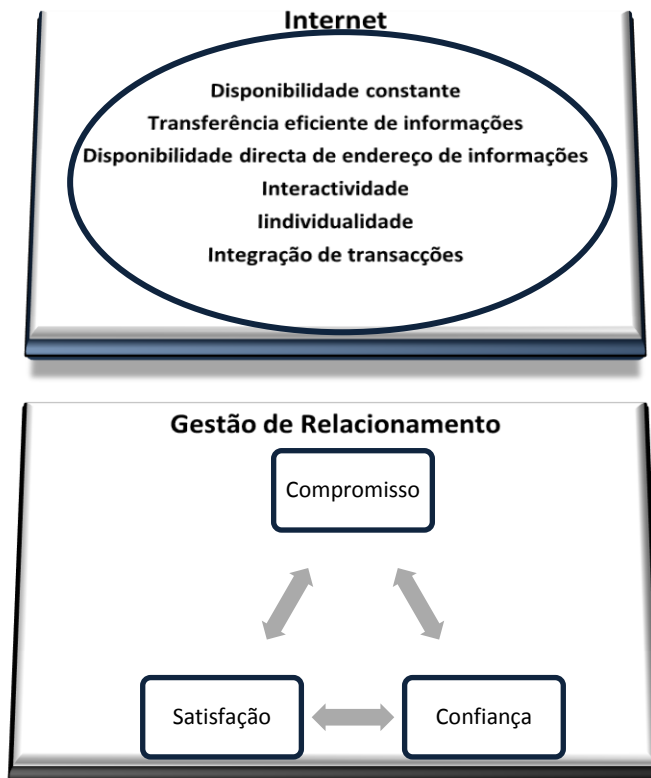 Internet
Disponibilidade constante
Transferência eficiente de informações
Disponibilidade directa de endereço de informações
Interactividade
Iindividualidade
Integração de transacções
Gestão de Relacionamento
Compromisso
Satisfação
Confiança